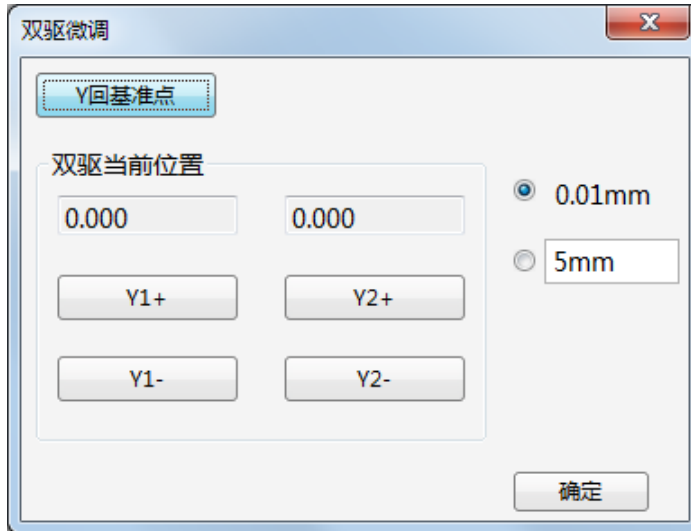 双驱微调
Y回基准点
双驱当前位置
0.000 0.000
0.01mm
5mm
Y1+ Y2+
Y1- Y2-
确定